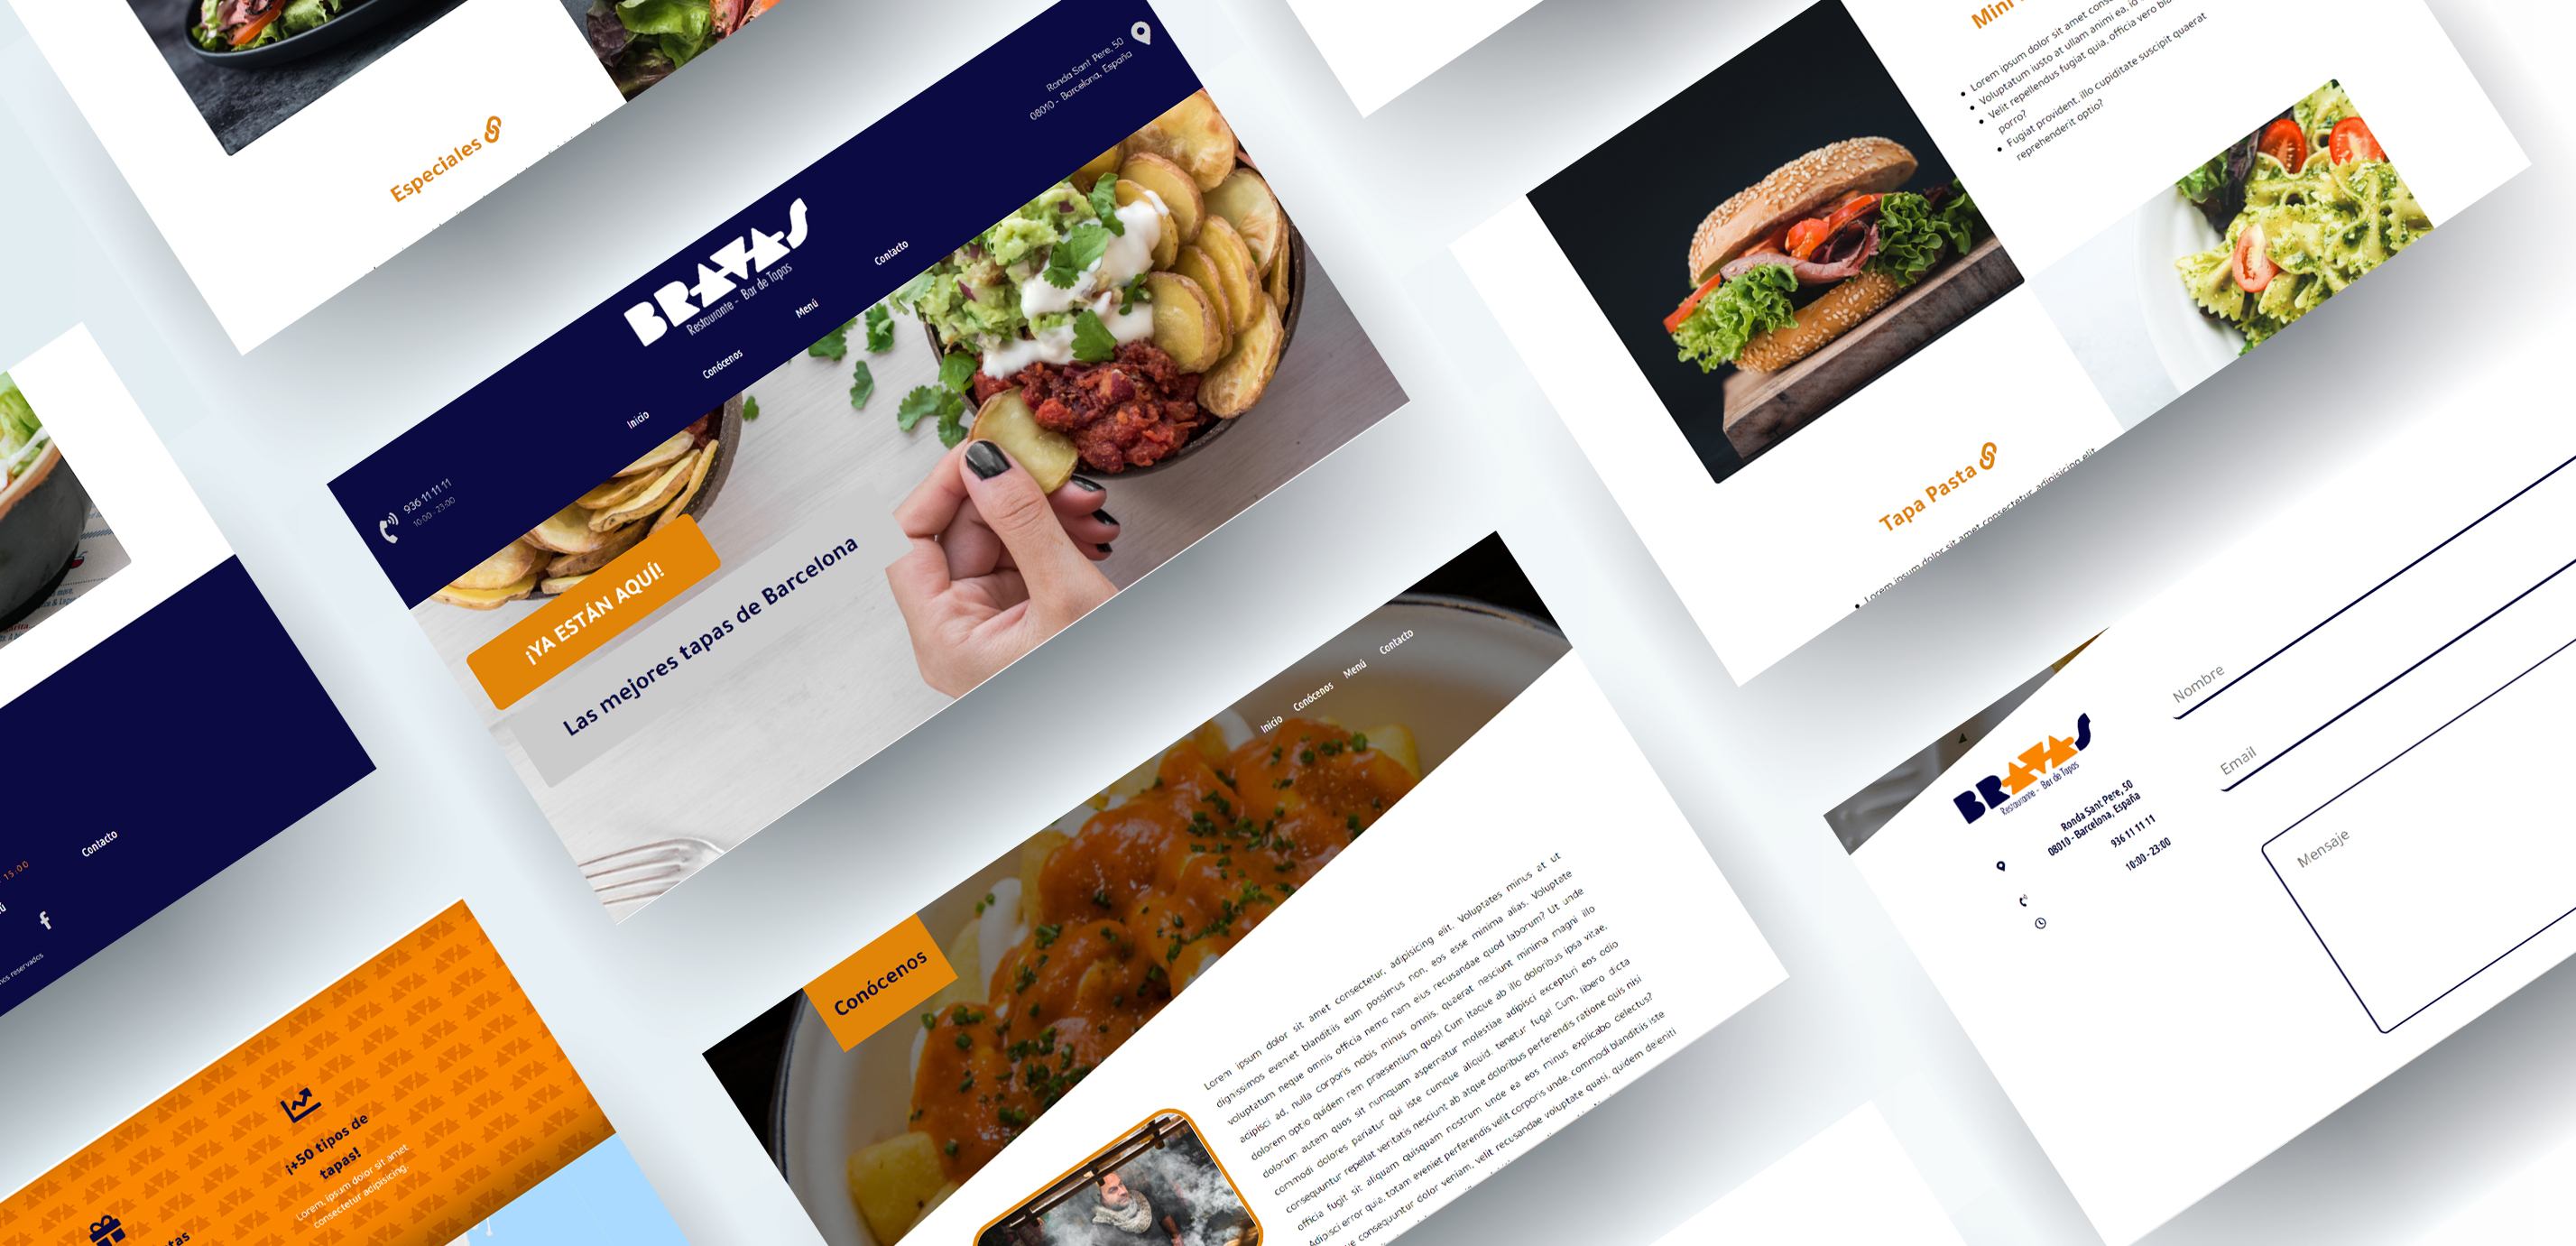 Especiales
Ronda Sant Pere, 50
08010 - Barcelona, España
BRAVAS
Restaurante - Bar de Tapas
Inicio
Conócenos
Menú
Contacto
936 11 11 11
10:00 - 23:00
¡YA ESTÁN AQUÍ!
Las mejores tapas de Barcelona
Mini
Lorem ipsum dolor sit amet
Voluptatum iusto at ullam animi ea, id
Velit repellendus fugiat quia, officia vero
porro?
Fugiat provident, illo cupiditate suscipit quaerat
reprehenderit optio?
Tapa Pasta
Lorem ipsum dolor sit amet consectetur, adipisicing elit
Contacto
15:00
reservados
¡+50 tipos de
tapas!
Lorem, ipsum dolor sit amet
consectetur adipisicing.
Inicio
Conócenos
Menú
Contacto
Conócenos
Lorem ipsum dolor sit amet consectetur, adipisicing elit. Voluptates minus at ut
dignissimos eveniet blanditiis eum possimus non, eos esse minima alias. Voluptate
voluptatum neque omnis officia nemo nam eius recusandae quod laborum? Ut unde
adipisci ad, nulla corporis nobis minus omnis, quaerat nesciunt minima magni illo
dolorem optio quidem rem praesentium quos! Cum itaque ab illo doloribus ipsa vitae,
dolorum autem quos sit numquam aspernatur molestiae adipisci excepturi eos odio
commodi dolores pariatur qui iste cumque aliquid, tenetur fuga! Cum, libero dicta
consequuntur repellat veritatis nesciunt ab atque doloribus perferendis ratione quis nisi
officia fugit sit aliquam quisquam nostrum unde ea eos minus explicabo delectus?
Adipisci error quia, totam eveniet perferendis velit corporis unde, commodi blanditiis iste
consequuntur dolor veniam, velit recusandae voluptate quasi, quidem deleniti
BRAVAS
Restaurante - Bar de Tapas
Ronda Sant Pere, 50
08010 - Barcelona, España
936 11 11 11
10:00 - 23:00
Nombre
Email
Mensaje